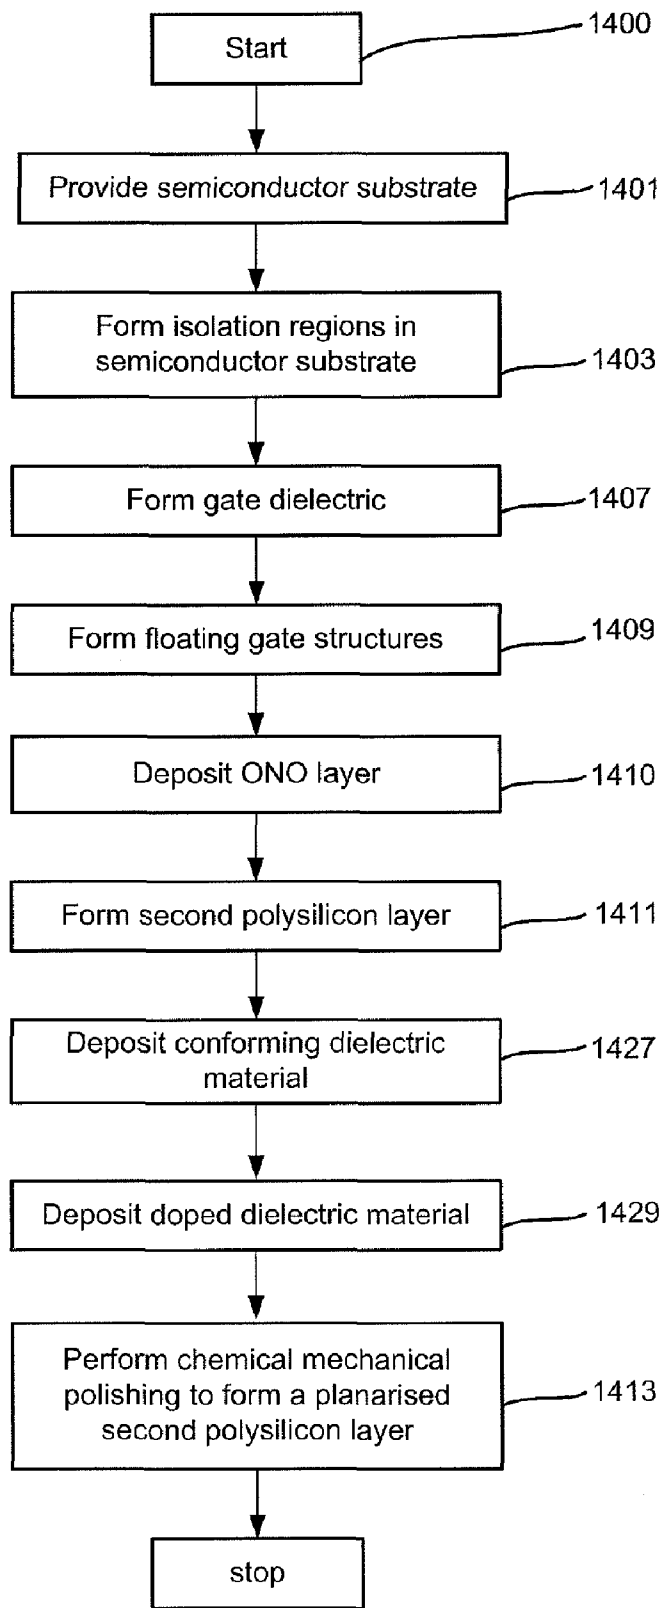 Start
1400
Provide semiconductor substrate
1401
Form isolation regions in
semiconductor substrate
1403
Form gate dielectric
1407
Form floating gate structures
1409
Deposit ONO layer
1410
Form second polysilicon layer
1411
Deposit conforming dielectric
material
1427
Deposit doped dielectric material
1429
Perform chemical mechanical
polishing to form a planarised
second polysilicon layer
1413
stop